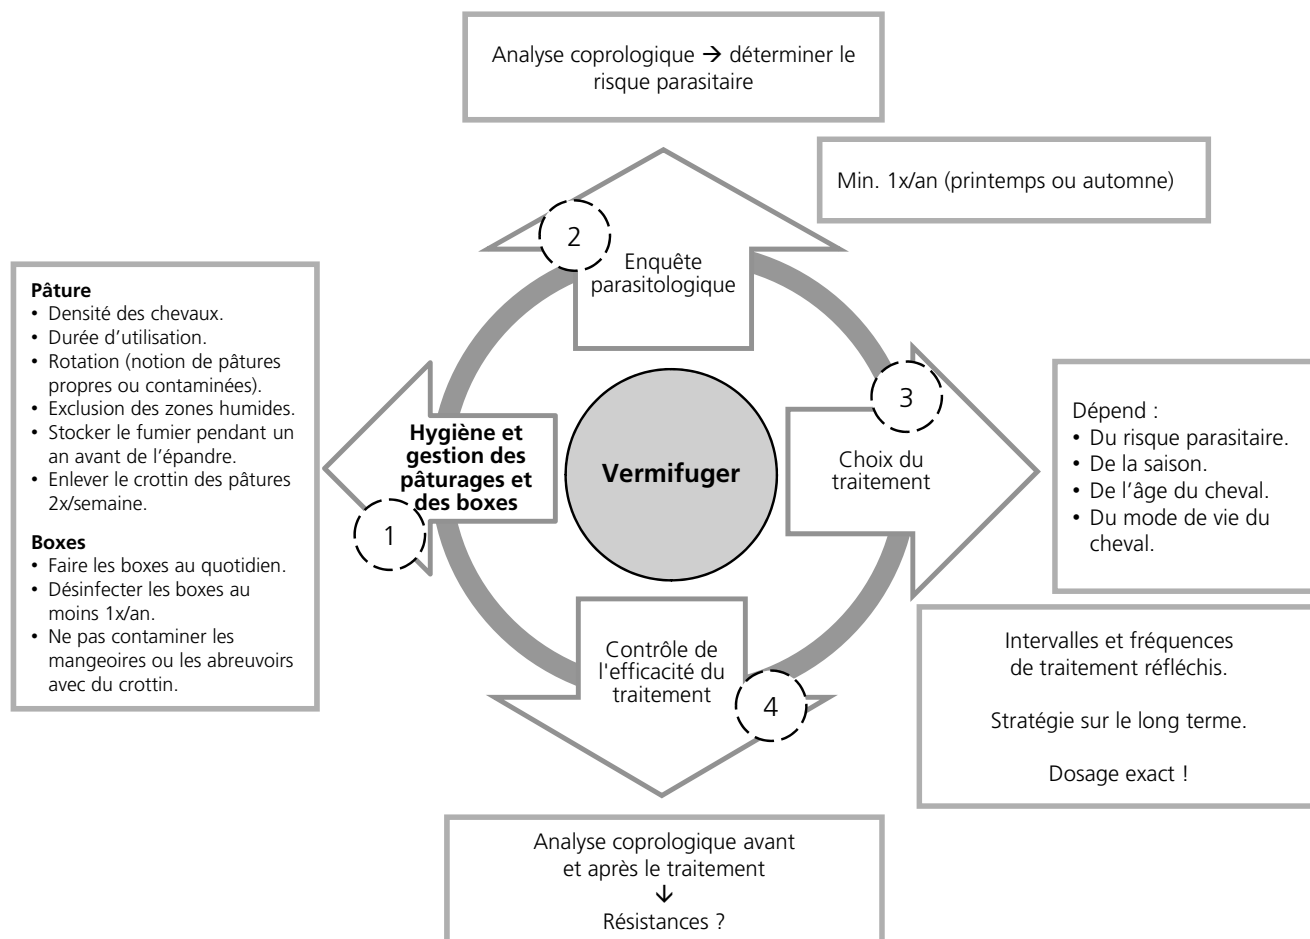 Analyse coprologique → déterminer le
risque parasitaire
Min. 1x/an (printemps ou automne)
2
Enquête
parasitologique
Pâture
• Densité des chevaux.
• Durée d’utilisation.
• Rotation (notion de pâtures
propres ou contaminées).
• Exclusion des zones humides.
• Stocker le fumier pendant un
an avant de l’épandre.
• Enlever le crottin des pâtures
2x/semaine.
Boxes
• Faire les boxes au quotidien.
• Désinfecter les boxes au
moins 1x/an.
• Ne pas contaminer les
mangeoires ou les abreuvoirs
avec du crottin.
1
Hygiène et
gestion des
pâturages et
des boxes
Vermifuger
3
Choix du
traitement
Dépend :
• Du risque parasitaire.
• De la saison.
• De l’âge du cheval.
• Du mode de vie du
cheval.
Intervalles et fréquences
de traitement réfléchis.
Stratégie sur le long terme.
Dosage exact !
Contrôle de
l'efficacité du
traitement
4
Analyse coprologique avant
et après le traitement
↓
Résistances ?